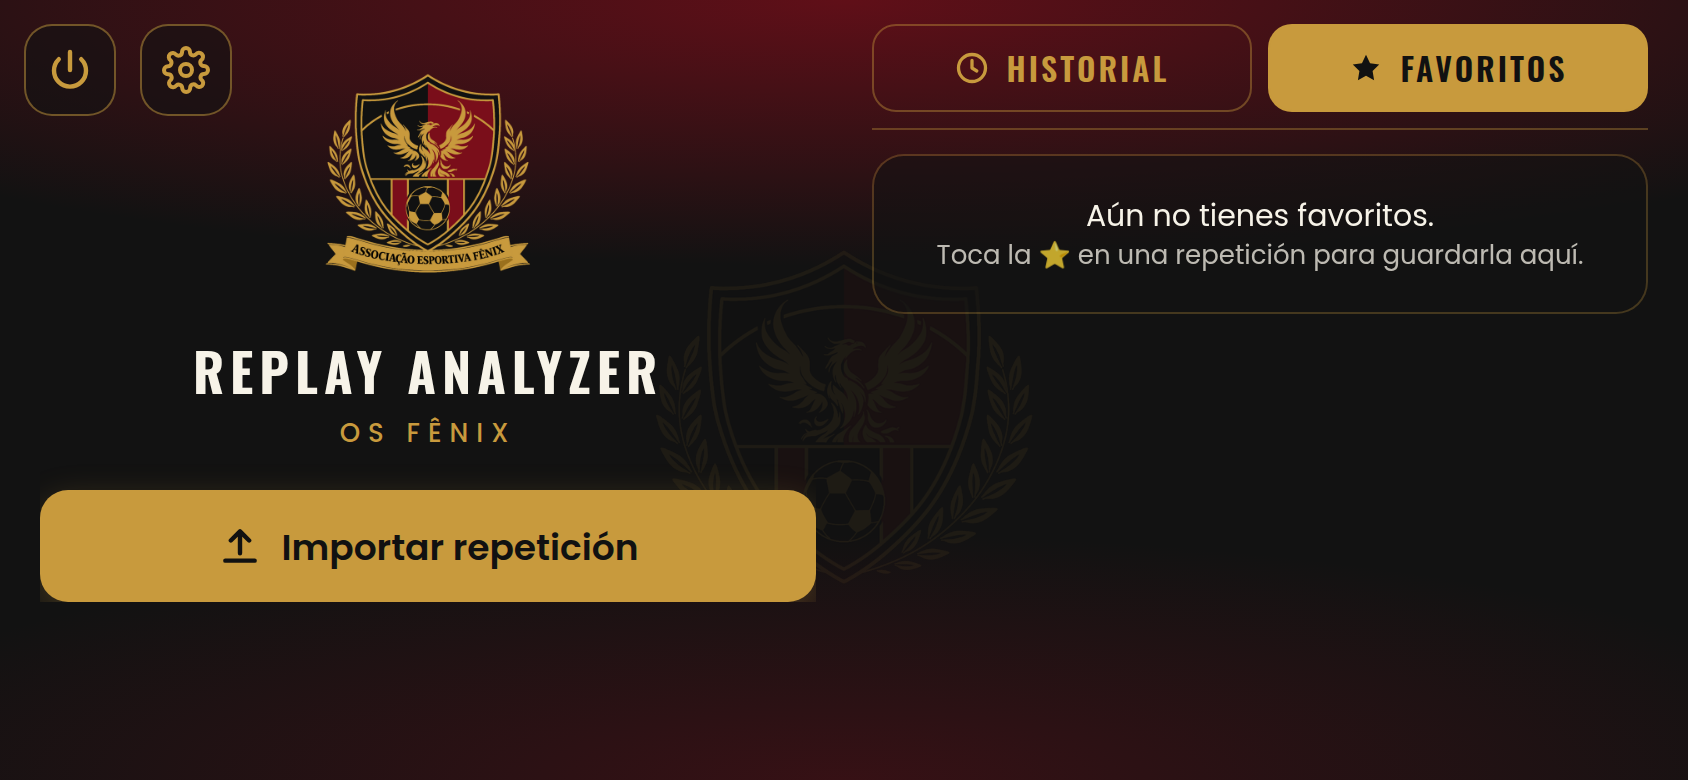 HISTORIAL
FAVORITOS
ASSOCIAÇÃO ESPORTIVA FÊNIX
Aún no tienes favoritos.
Toca la ⭐ en una repetición para guardarla aquí.
REPLAY ANALYZER
OS FÊNIX
Importar repetición